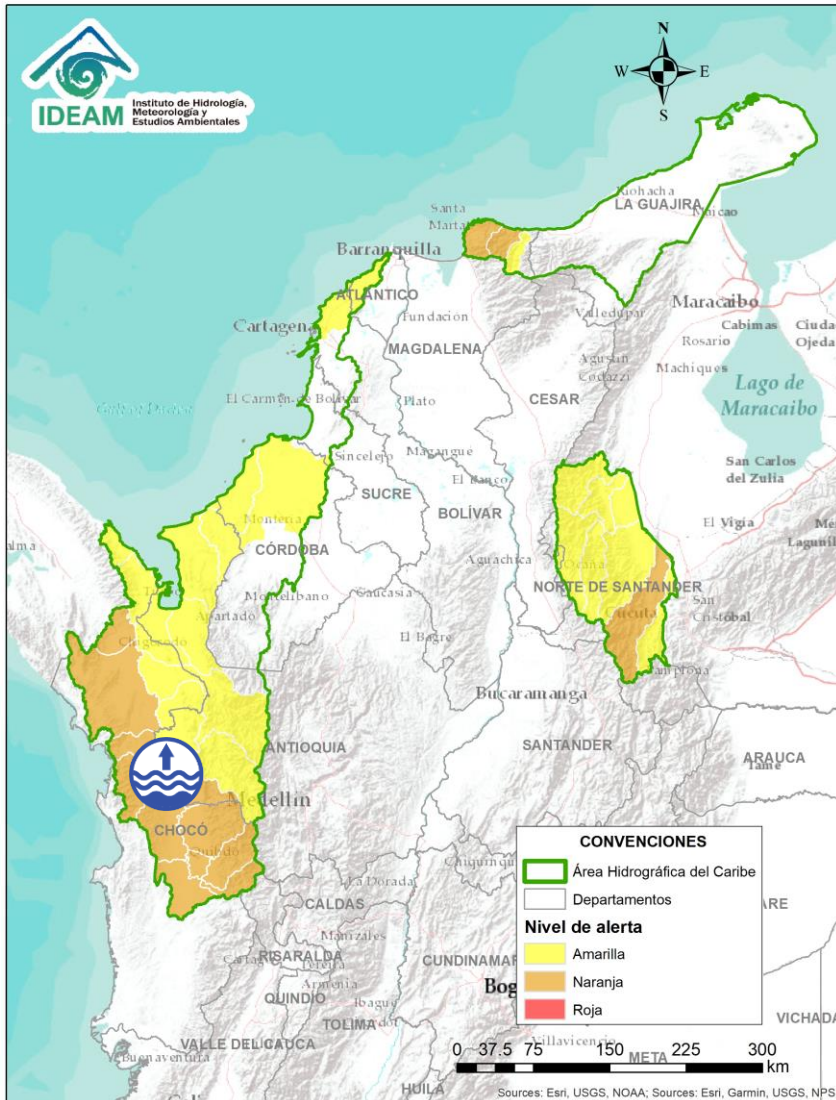 IDEAM
Instituto de Hidrología,
Meteorología y
Estudios Ambientales
N
W
E
S
Riohacha
LA GUAJIRA
Maicao
Santa
Marta
Barranquilla
ATLÁNTICO
Cartagena
Fundación
Valledupar
Maracaibo
Cabimas
Ciudad
Ojeda
Rosario
Machiques
MAGDALENA
Agustín
Codazzi
CESAR
Lago de
Maracaibo
El Carmen de Bolívar
Plato
San Carlos
del Zulia
Sincelejo
Magangué
El Banco
SUCRE
BOLÍVAR
El Vigía
Montería
CÓRDOBA
Aguachica
Ocaña
NORTE DE SANTANDER
Montelíbano
Caucasia
Apartadó
San
Cristóbal
Cúcuta
Chigorodó
El Bagre
Pamplona
Bucaramanga
SANTANDER
ANTIOQUIA
ARAUCA
Tame
Medellín
CHOCÓ
Quibdó
La Dorada
CALDAS
Manizales
RISARALDA
Pereira
Armenia
QUINDÍO
Ibagué
TOLIMA
VALLE DEL CAUCA
Buenaventura
HUILA
Villavicencio
META
VICHADA
CONVENCIONES
Área Hidrográfica del Caribe
Departamentos
Nivel de alerta
Amarilla
Naranja
Roja
0 37.5 75 150 225 300
km
Sources: Esri, USGS, NOAA; Sources: Esri, Garmin, USGS, NPS